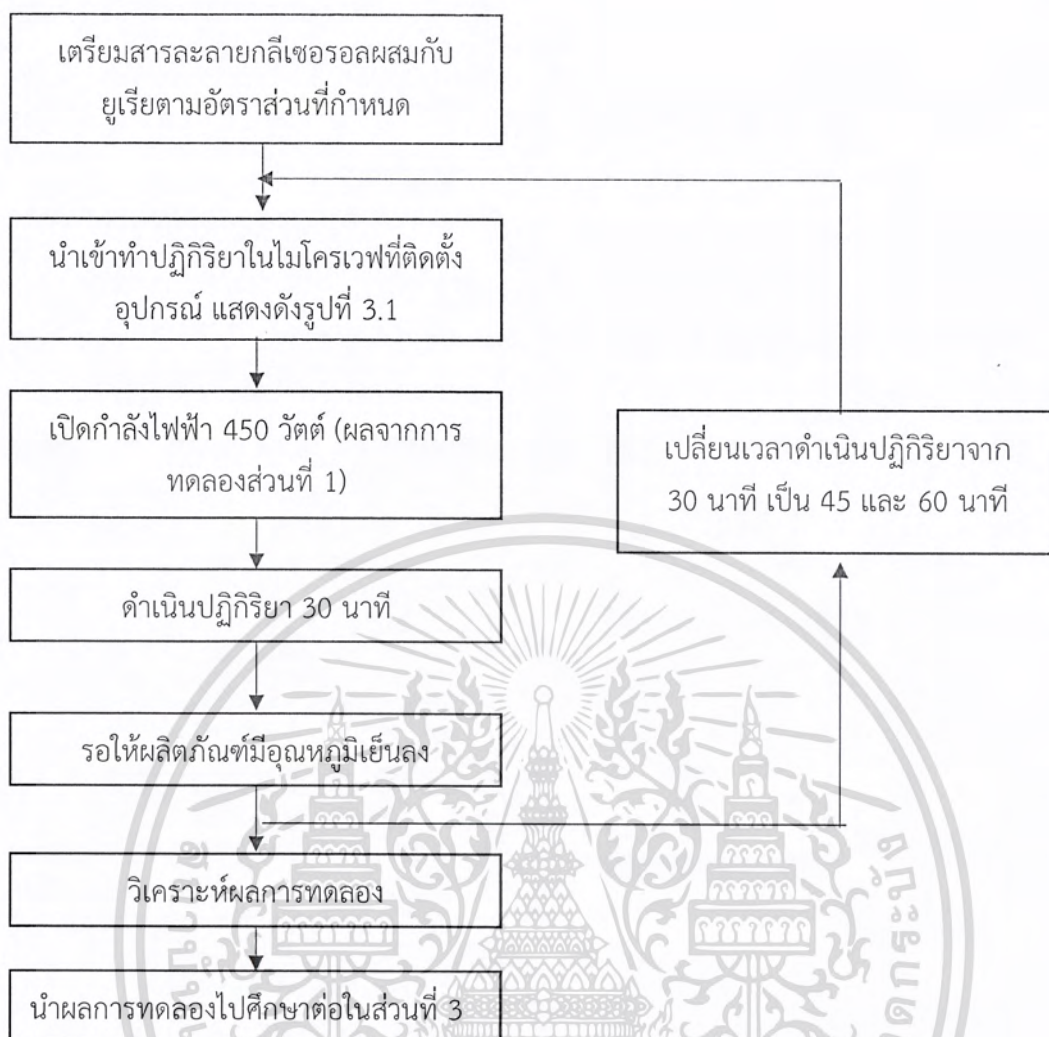 เตรียมสารละลายกลีเซอรอลผสมกับ
ยูเรียตามอัตราส่วนที่กำหนด
นำเข้าทำปฏิกิริยาในไมโครเวฟที่ติดตั้ง
อุปกรณ์ แสดงดังรูปที่ 3.1
เปิดกำลังไฟฟ้า 450 วัตต์ (ผลจากการ
ทดลองส่วนที่ 1)
เปลี่ยนเวลาดำเนินปฏิกิริยาจาก
30 นาที เป็น 45 และ 60 นาที
ดำเนินปฏิกิริยา 30 นาที
รอให้ผลิตภัณฑ์มีอุณหภูมิเย็นลง
วิเคราะห์ผลการทดลอง
นำผลการทดลองไปศึกษาต่อในส่วนที่ 3